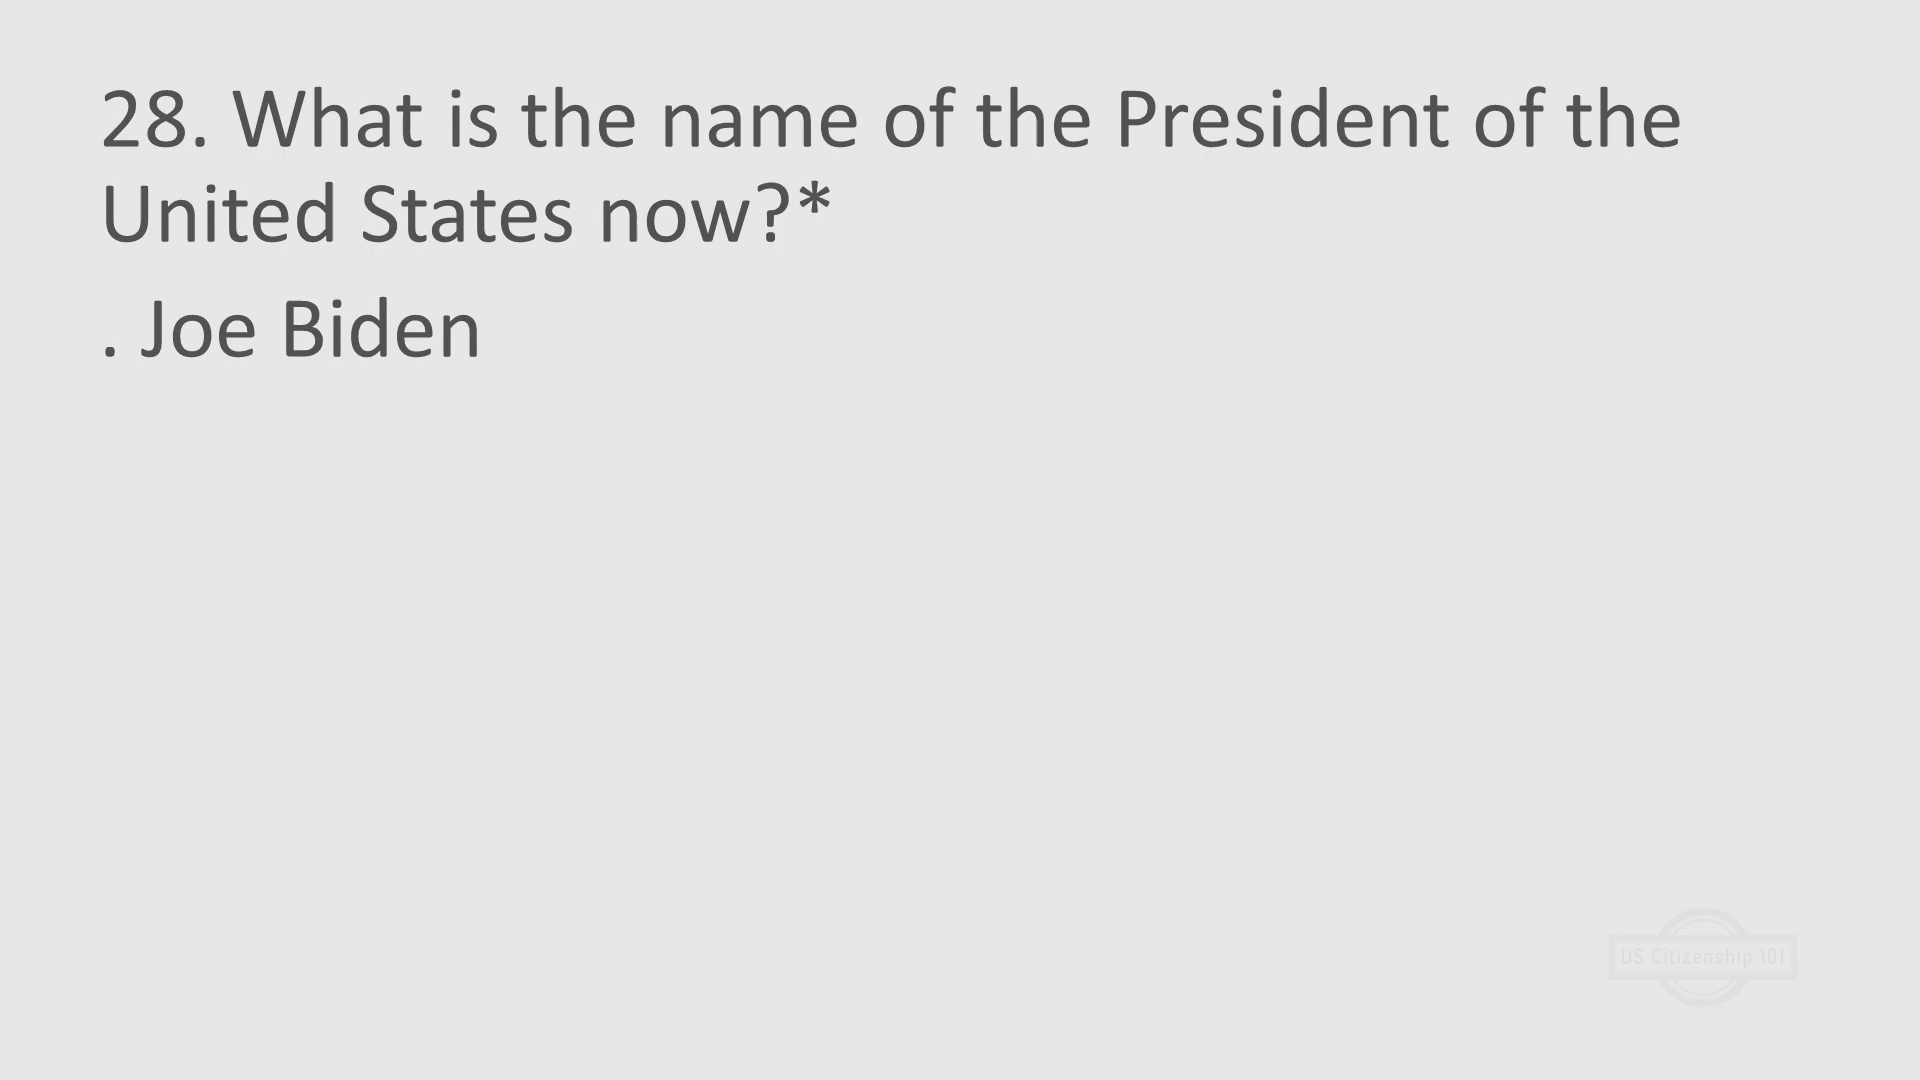 28. What is the name of the President of the
United States now?*
. Joe Biden
US Citizenship 101